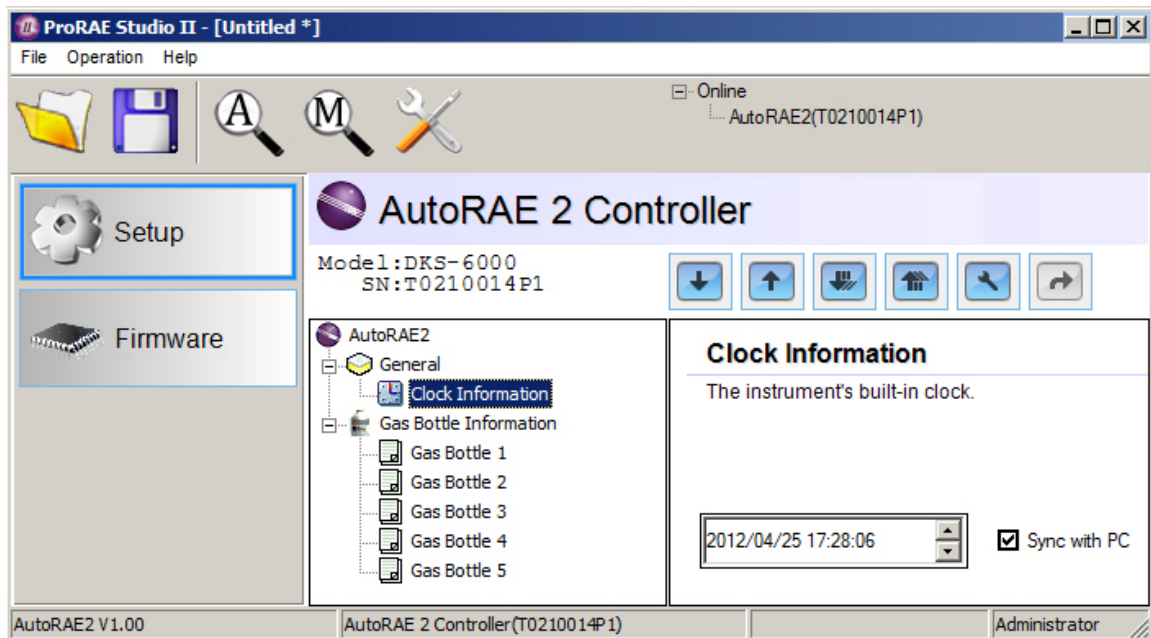 ProRAE Studio II - [Untitled *]
File Operation Help
A
M
Online
AutoRAE2(T0210014P1)
Setup
Firmware
AutoRAE 2 Controller
Model:DKS-6000
SN:T0210014P1
AutoRAE2
General
Clock Information
Gas Bottle Information
Gas Bottle 1
Gas Bottle 2
Gas Bottle 3
Gas Bottle 4
Gas Bottle 5
Clock Information
The instrument's built-in clock.
2012/04/25 17:28:06
Sync with PC
AutoRAE2 V1.00
AutoRAE 2 Controller(T0210014P1)
Administrator